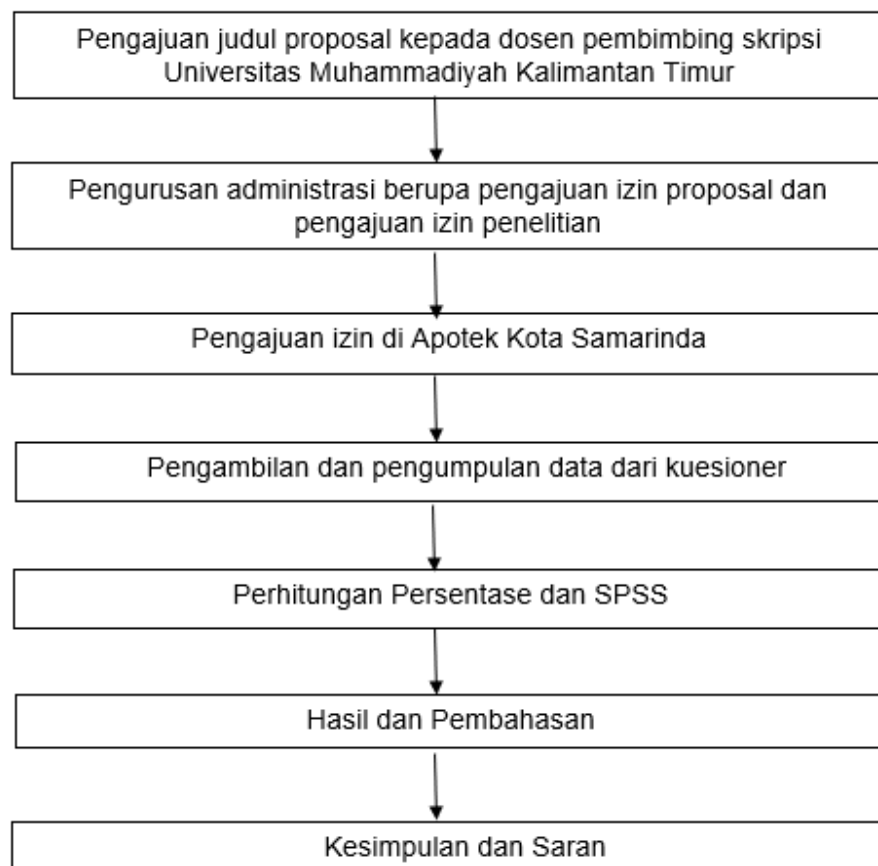 Pengajuan judul proposal kepada dosen pembimbing skripsi
Universitas Muhammadiyah Kalimantan Timur
Pengurusan administrasi berupa pengajuan izin proposal dan
pengajuan izin penelitian
Pengajuan izin di Apotek Kota Samarinda
Pengambilan dan pengumpulan data dari kuesioner
Perhitungan Persentase dan SPSS
Hasil dan Pembahasan
Kesimpulan dan Saran